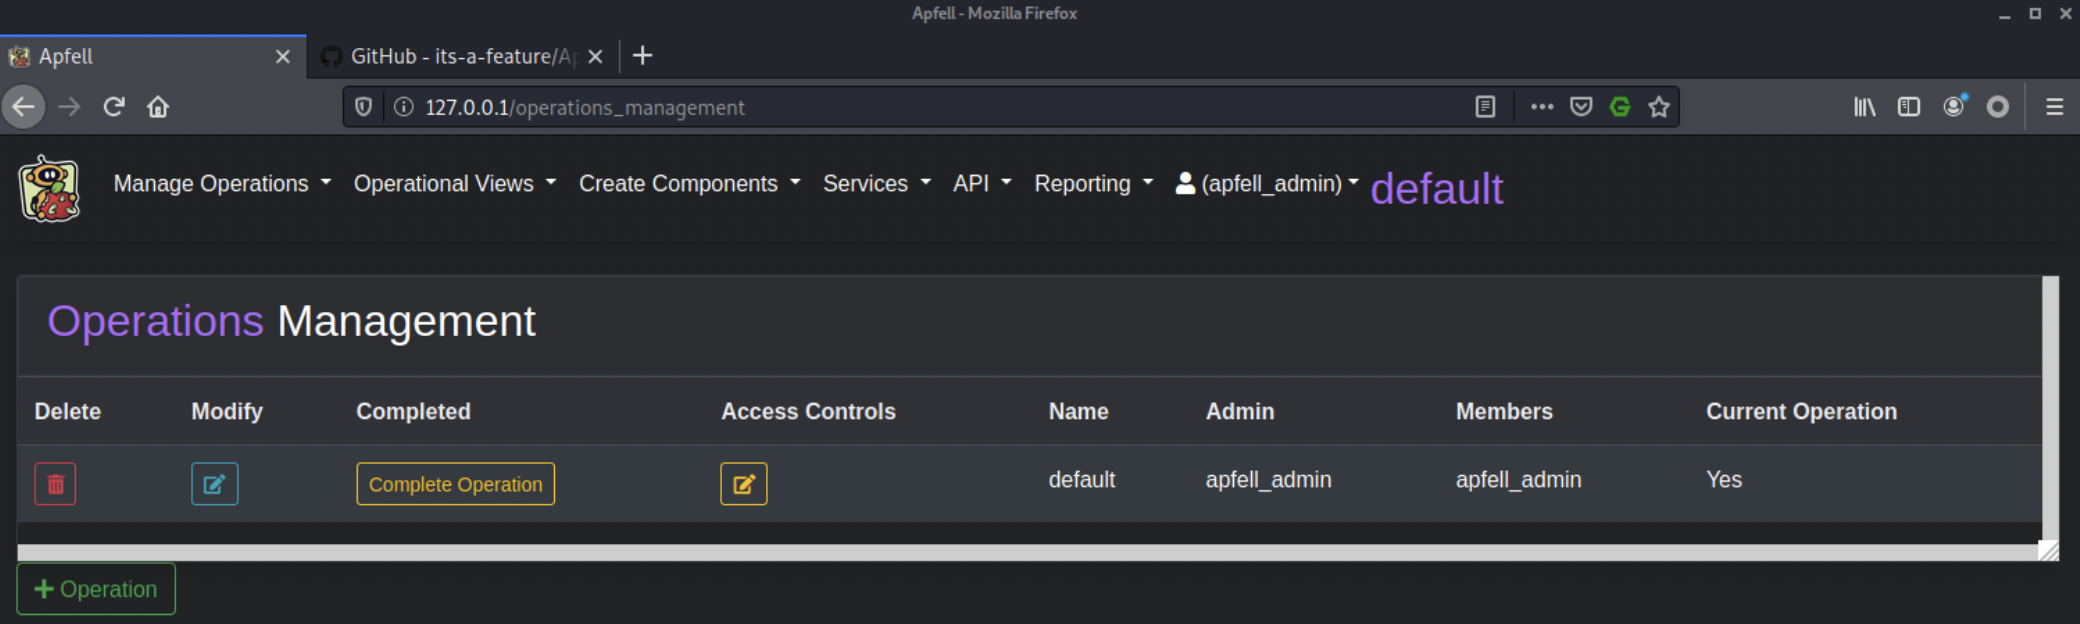 Apfell - Mozilla Firefox
Apfell
GitHub - its-a-feature/Ap
127.0.0.1/operations_management
Manage Operations Operational Views Create Components Services API Reporting (apfell_admin) default
Operations Management
Delete Modify Completed Access Controls Name Admin Members Current Operation
Complete Operation default apfell_admin apfell_admin Yes
+ Operation